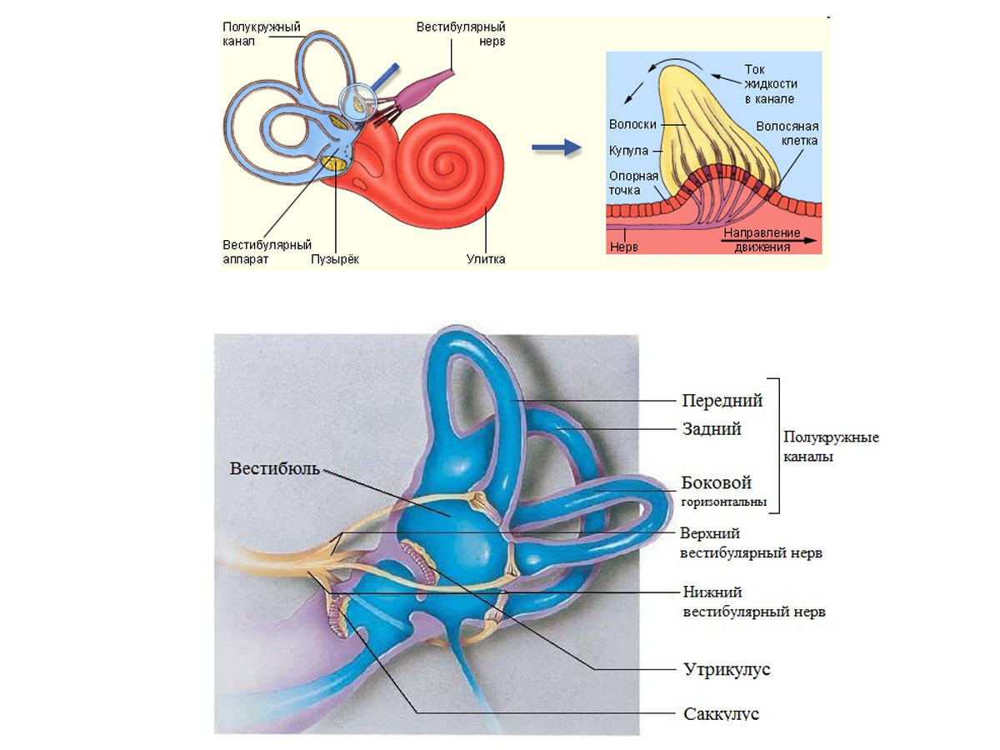 Полукружный
канал
Вестибулярный
нерв
Вестибулярный
аппарат
Пузырёк
Улитка
Ток
жидкости
в канале
Волоски
Волосяная
клетка
Купула
Опорная
точка
Нерв
Направление
движения
Вестибюль
Передний
Задний
Боковой
горизонтальны
Полукружные
каналы
Верхний
вестибулярный нерв
Нижний
вестибулярный нерв
Утрикулус
Саккулус